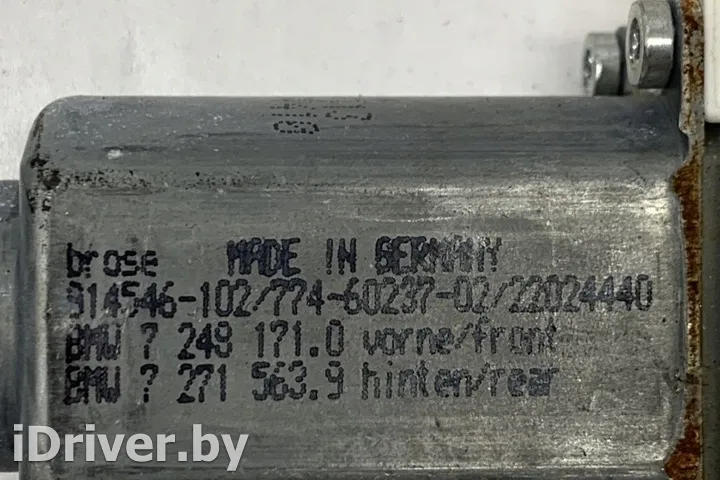 brose MADE IN GERMANY
914546-102/774-60237-02/22024440
BMW 7 248 171.0 vorne/front
BMW 7 271 563.9 hinten/rear
iDriver.by